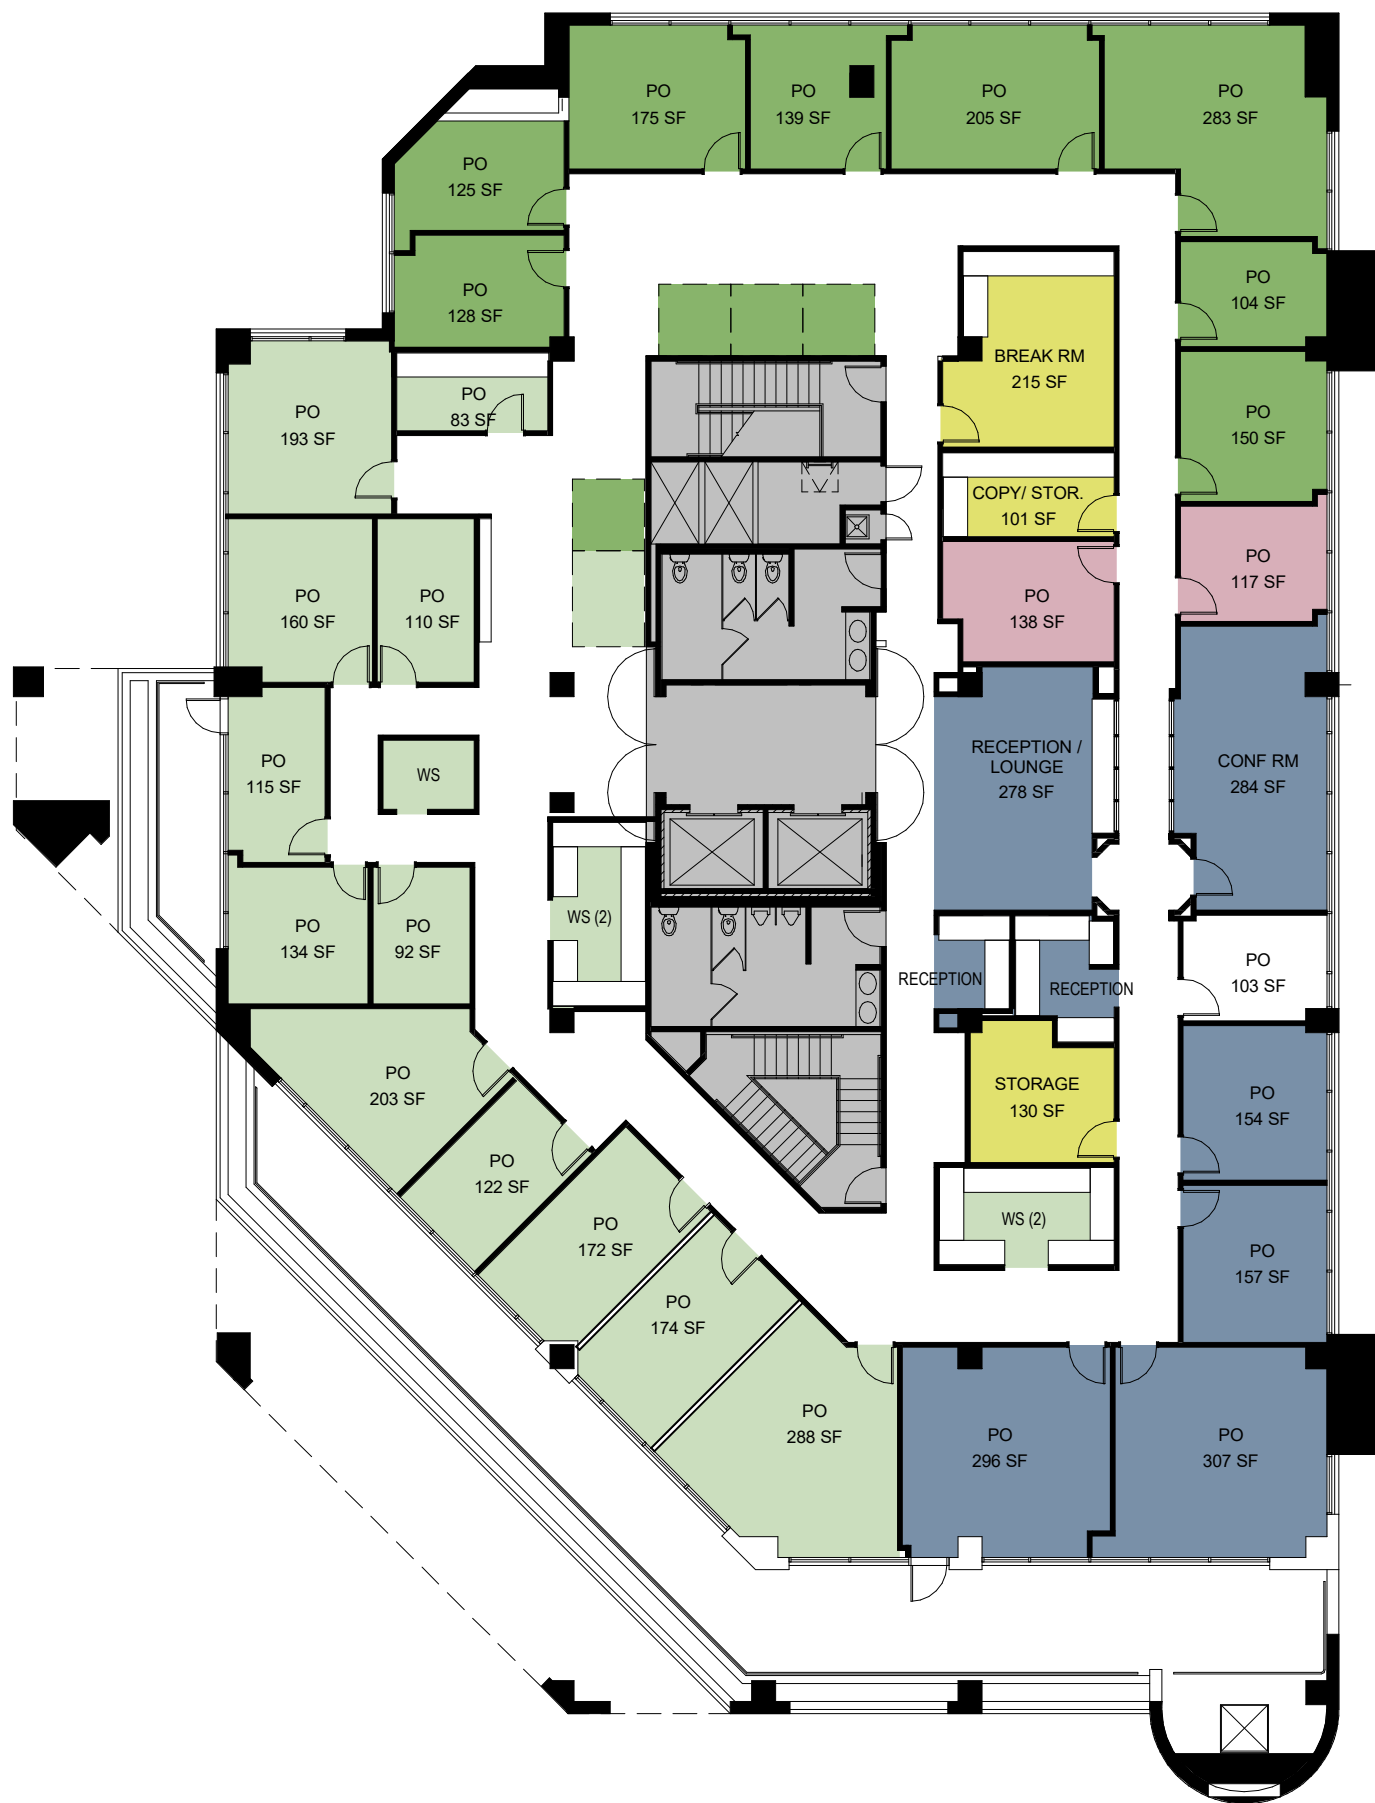 PO
175 SF
PO
139 SF
PO
205 SF
PO
283 SF
PO
125 SF
PO
128 SF
PO
104 SF
BREAK RM
215 SF
PO
150 SF
PO
193 SF
PO
83 SF
COPY/ STOR.
101 SF
PO
117 SF
PO
138 SF
PO
160 SF
PO
110 SF
PO
115 SF
WS
RECEPTION /
LOUNGE
278 SF
CONF RM
284 SF
PO
134 SF
PO
92 SF
WS (2)
RECEPTION
RECEPTION
PO
103 SF
PO
203 SF
STORAGE
130 SF
PO
154 SF
PO
122 SF
PO
172 SF
WS (2)
PO
157 SF
PO
174 SF
PO
288 SF
PO
296 SF
PO
307 SF